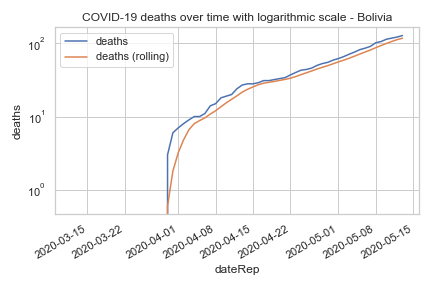 COVID-19 deaths over time with logarithmic scale - Bolivia
deaths
deaths (rolling)
10²
10¹
10⁰
deaths
2020-03-15
2020-03-22
2020-04-01
2020-04-08
2020-04-15
2020-04-22
2020-05-01
2020-05-08
2020-05-15
dateRep